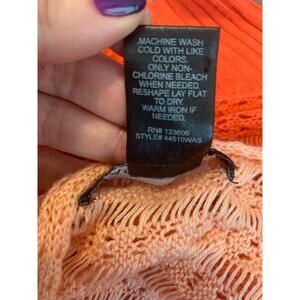 MACHINE WASH
COLD WITH LIKE
COLORS.
ONLY NON-
CHLORINE BLEACH
WHEN NEEDED.
RESHAPE LAY FLAT
TO DRY.
WARM IRON IF
NEEDED.
RN# 133606
STYLE# 44510WAS